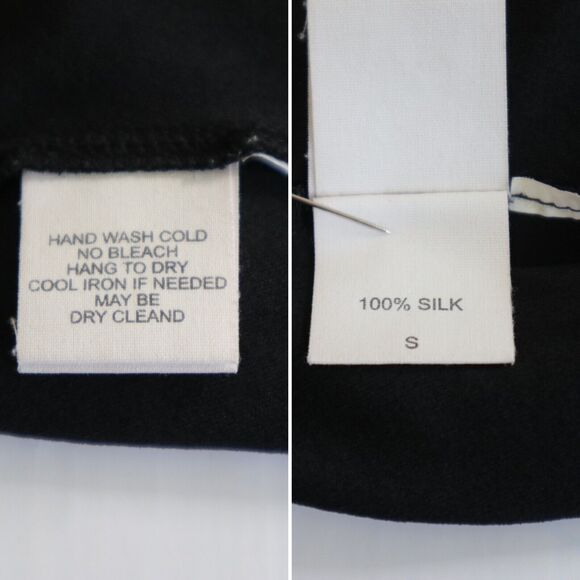 HAND WASH COLD
NO BLEACH
HANG TO DRY
COOL IRON IF NEEDED
MAY BE
DRY CLEAND
100% SILK
S